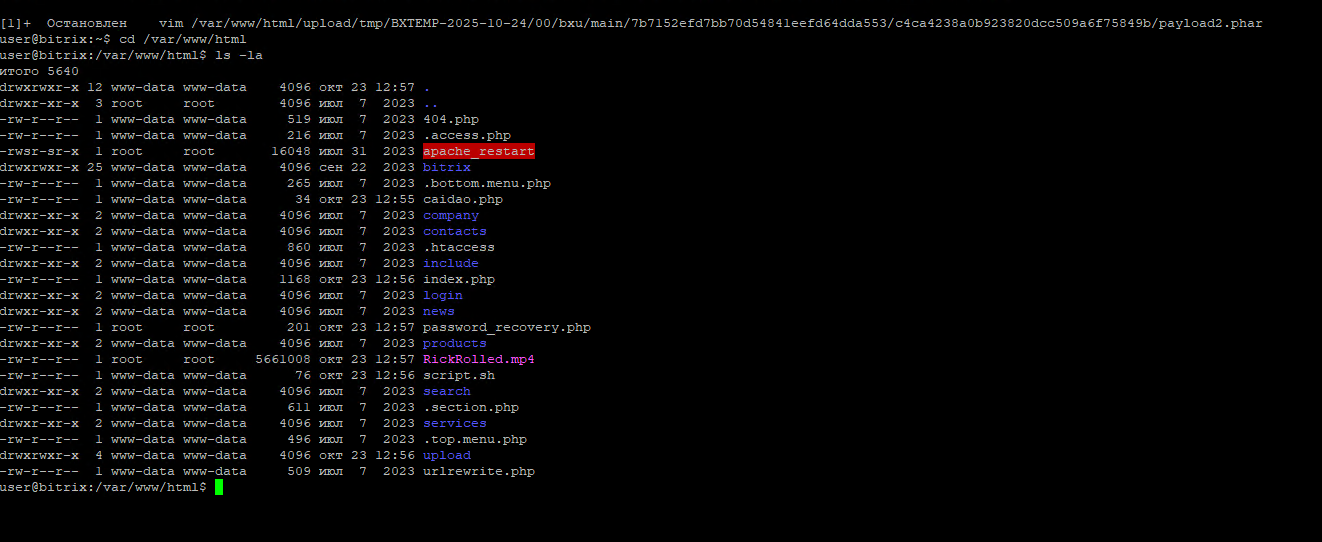 [1]+  Остановлен    vim /var/www/html/upload/tmp/BXTEMP-2025-10-24/00/bxu/main/7b7152efd7bb70d54841eefd64dda553/c4ca4238a0b923820dcc509a6f75849b/payload2.phar
user@bitrix:~$ cd /var/www/html
user@bitrix:/var/www/html$ ls -la
итого 5640
drwxrwxr-x 12 www-data www-data    4096 окт 23 12:57 .
drwxr-xr-x  3 root     root        4096 июл  7  2023 ..
-rw-r--r--  1 www-data www-data     519 июл  7  2023 404.php
-rw-r--r--  1 www-data www-data     216 июл  7  2023 .access.php
-rwsr-sr-x  1 root     root       16048 июл 31  2023 apache_restart
drwxrwxr-x 25 www-data www-data    4096 сен 22  2023 bitrix
-rw-r--r--  1 www-data www-data     265 июл  7  2023 .bottom.menu.php
-rw-r--r--  1 www-data www-data      34 окт 23 12:55 caidao.php
drwxr-xr-x  2 www-data www-data    4096 июл  7  2023 company
drwxr-xr-x  2 www-data www-data    4096 июл  7  2023 contacts
-rw-r--r--  1 www-data www-data     860 июл  7  2023 .htaccess
drwxr-xr-x  2 www-data www-data    4096 июл  7  2023 include
-rw-r--r--  1 www-data www-data    1168 окт 23 12:56 index.php
drwxr-xr-x  2 www-data www-data    4096 июл  7  2023 login
drwxr-xr-x  2 www-data www-data    4096 июл  7  2023 news
-rw-r--r--  1 root     root         201 окт 23 12:57 password_recovery.php
drwxr-xr-x  2 www-data www-data    4096 июл  7  2023 products
-rw-r--r--  1 root     root     5661008 окт 23 12:57 RickRolled.mp4
-rw-r--r--  1 www-data www-data      76 окт 23 12:56 script.sh
drwxr-xr-x  2 www-data www-data    4096 июл  7  2023 search
-rw-r--r--  1 www-data www-data     611 июл  7  2023 .section.php
drwxr-xr-x  2 www-data www-data    4096 июл  7  2023 services
-rw-r--r--  1 www-data www-data     496 июл  7  2023 .top.menu.php
drwxrwxr-x  4 www-data www-data    4096 окт 23 12:56 upload
-rw-r--r--  1 www-data www-data     509 июл  7  2023 urlrewrite.php
user@bitrix:/var/www/html$